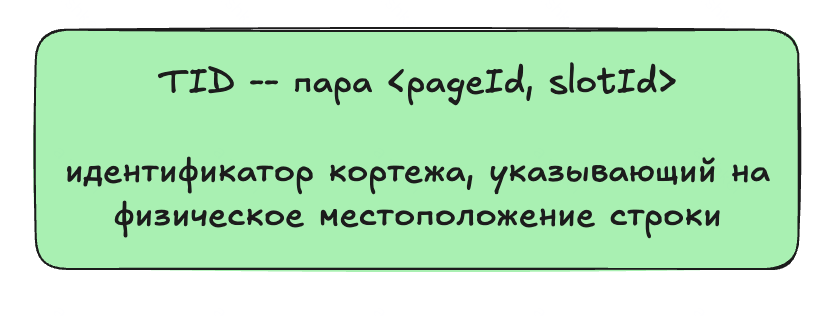 TID -- пара <pageId, slotId>
идентификатор кортежа, указывающий на
физическое местоположение строки